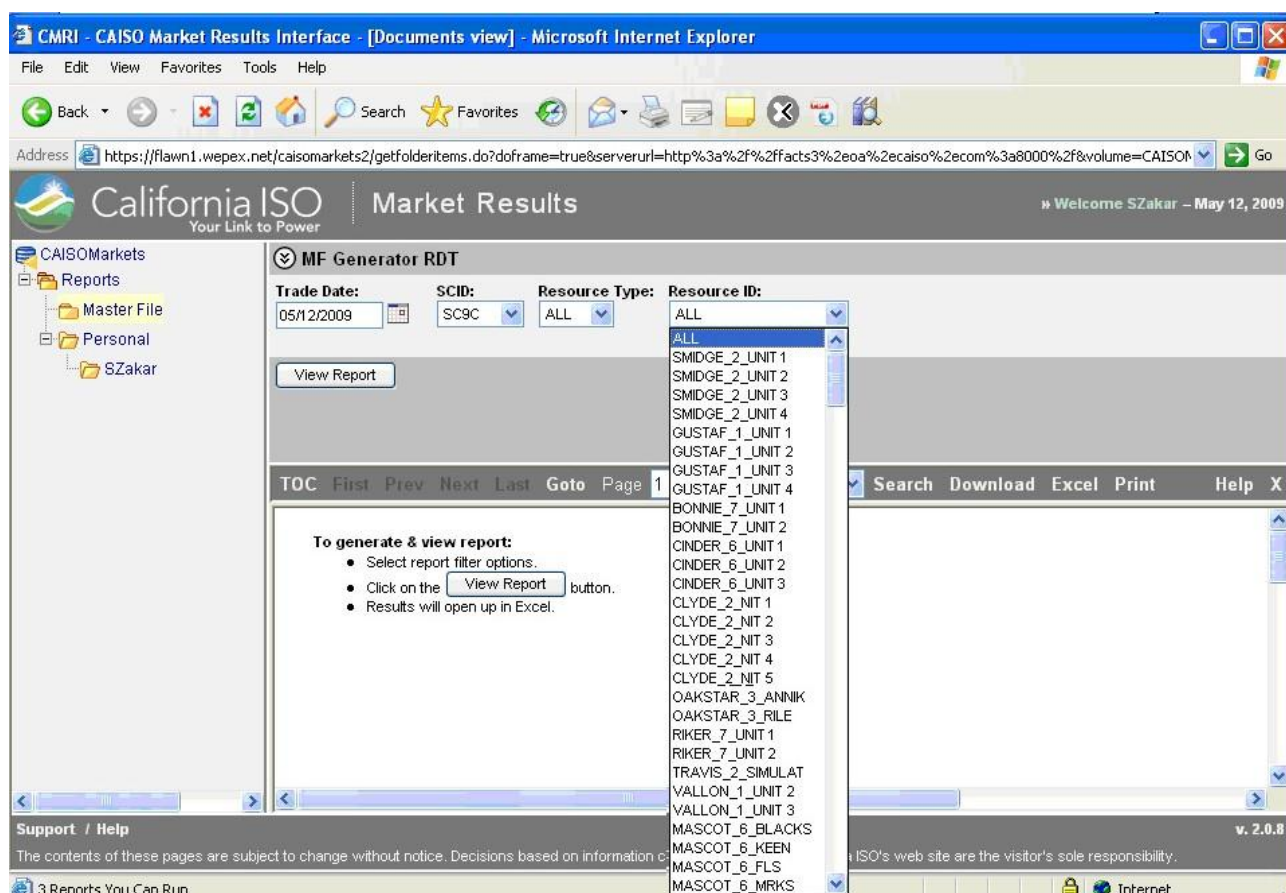 CMRI - CAISO Market Results Interface - [Documents view] - Microsoft Internet Explorer
File Edit View Favorites Tools Help
Back Search Favorites
Address https://flawn1.wepex.net/caisomarkets2/getfolderitems.do?doframe=true&serverurl=http%3a%2f%2ffacts3%2eoa%2ecaiso%2ecom%3a8000%2f&volume=CAISO Go
California ISO Market Results » Welcome SZakar – May 12, 2009
Your Link to Power
CAISOMarkets
Reports
Master File
Personal
SZakar
MF Generator RDT
Trade Date: SCID: Resource Type: Resource ID:
05/12/2009 SC9C ALL ALL
View Report
ALL
SMIDGE_2_UNIT 1
SMIDGE_2_UNIT 2
SMIDGE_2_UNIT 3
SMIDGE_2_UNIT 4
GUSTAF_1_UNIT 1
GUSTAF_1_UNIT 2
GUSTAF_1_UNIT 3
GUSTAF_1_UNIT 4
BONNIE_7_UNIT 1
BONNIE_7_UNIT 2
CINDER_6_UNIT 1
CINDER_6_UNIT 2
CINDER_6_UNIT 3
CLYDE_2_NIT 1
CLYDE_2_NIT 2
CLYDE_2_NIT 3
CLYDE_2_NIT 4
CLYDE_2_NIT 5
OAKSTAR_3_ANNIK
OAKSTAR_3_RILE
RIKER_7_UNIT 1
RIKER_7_UNIT 2
TRAVIS_2_SIMULAT
VALLON_1_UNIT 2
VALLON_1_UNIT 3
MASCOT_6_BLACKS
MASCOT_6_KEEN
MASCOT_6_FLS
MASCOT_6_MRKS
TOC First Prev Next Last Goto Page 1 Search Download Excel Print Help X
To generate & view report:
• Select report filter options.
• Click on the View Report button.
• Results will open up in Excel.
Support / Help v. 2.0.8
The contents of these pages are subject to change without notice. Decisions based on information ISO's web site are the visitor's sole responsibility.
3 Reports You Can Run Internet